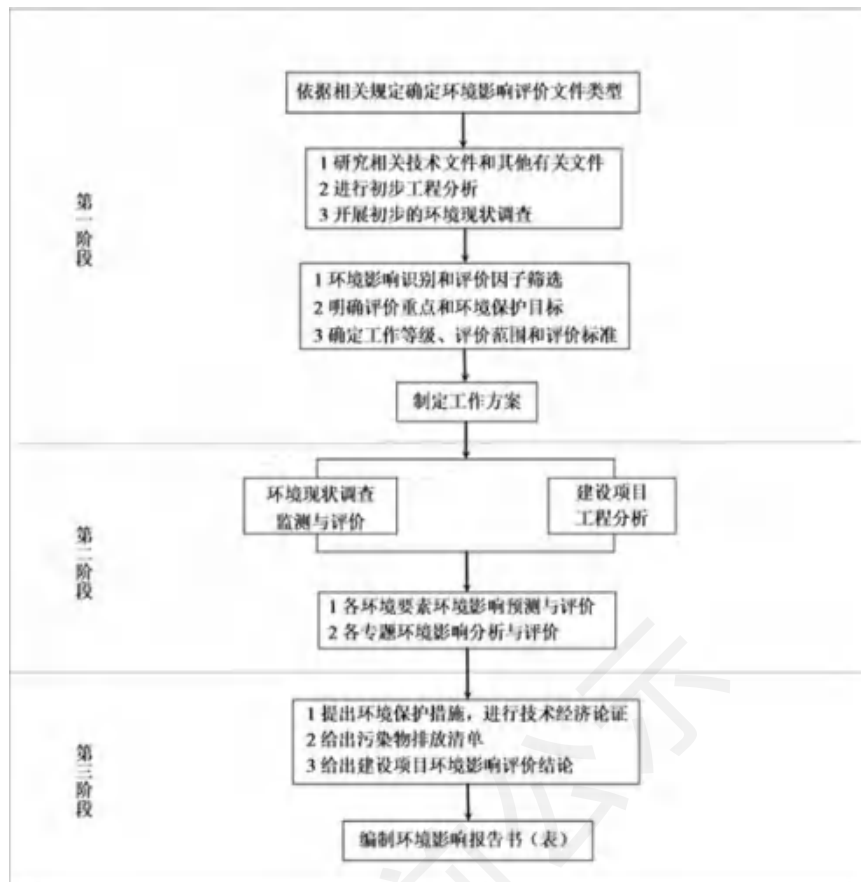 依据相关规定确定环境影响评价文件类型
1 研究相关技术文件和其他有关文件
2 进行初步工程分析
3 开展初步的环境现状调查
第一阶段
1 环境影响识别和评价因子筛选
2 明确评价重点和环境保护目标
3 确定工作等级、评价范围和评价标准
制定工作方案
环境现状调查
监测与评价
建设项目
工程分析
第二阶段
1 各环境要素环境影响预测与评价
2 各专题环境影响分析与评价
1 提出环境保护措施，进行技术经济论证
2 给出污染物排放清单
3 给出建设项目环境影响评价结论
第三阶段
编制环境影响报告书（表）
公示